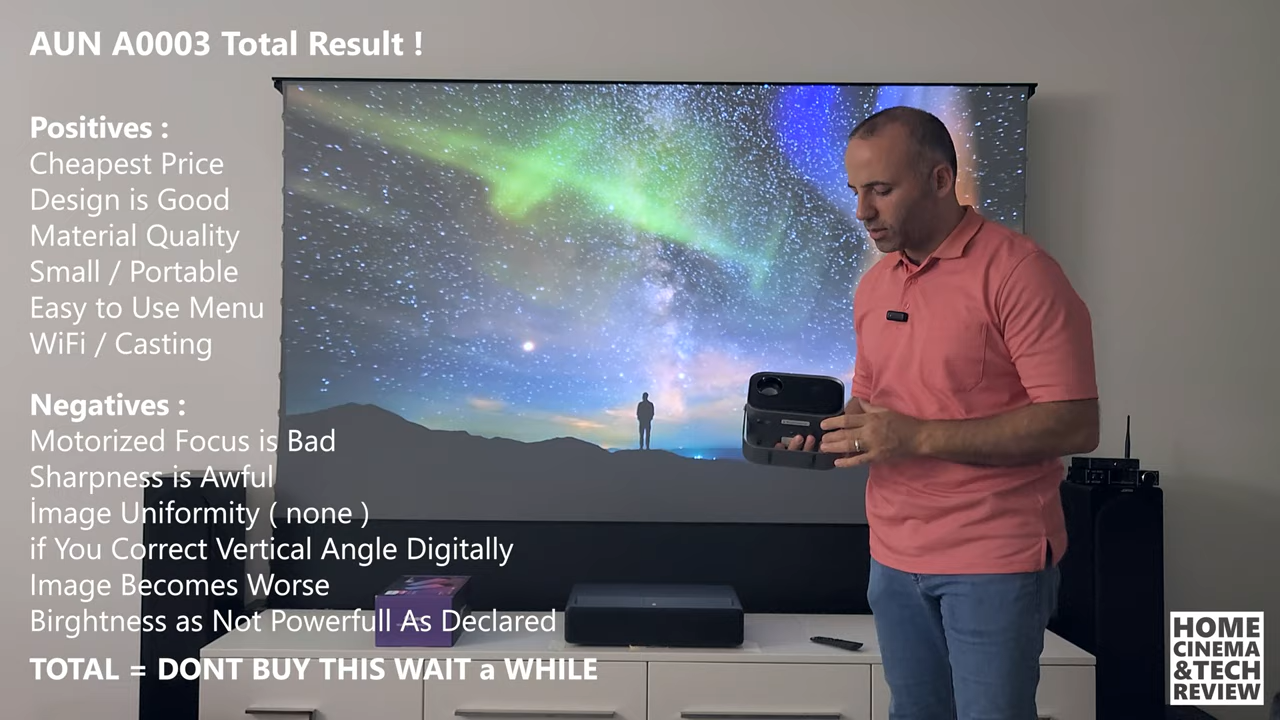 AUN A0003 Total Result !
Positives :
Cheapest Price
Design is Good
Material Quality
Small / Portable
Easy to Use Menu
WiFi / Casting
Negatives :
Motorized Focus is Bad
Sharpness is Awful
İmage Uniformity ( none )
if You Correct Vertical Angle Digitally
Image Becomes Worse
Birghtness as Not Powerfull As Declared
TOTAL = DONT BUY THIS WAIT a WHILE
HOME
CINEMA
&TECH
REVIEW